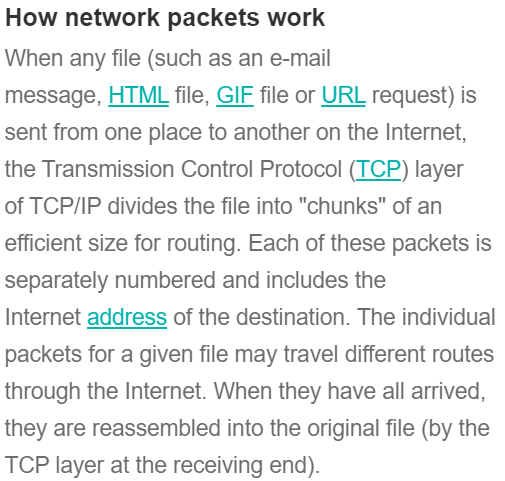 How network packets work
When any file (such as an e-mail
message, HTML file, GIF file or URL request) is
sent from one place to another on the Internet,
the Transmission Control Protocol (TCP) layer
of TCP/IP divides the file into "chunks" of an
efficient size for routing. Each of these packets is
separately numbered and includes the
Internet address of the destination. The individual
packets for a given file may travel different routes
through the Internet. When they have all arrived,
they are reassembled into the original file (by the
TCP layer at the receiving end).